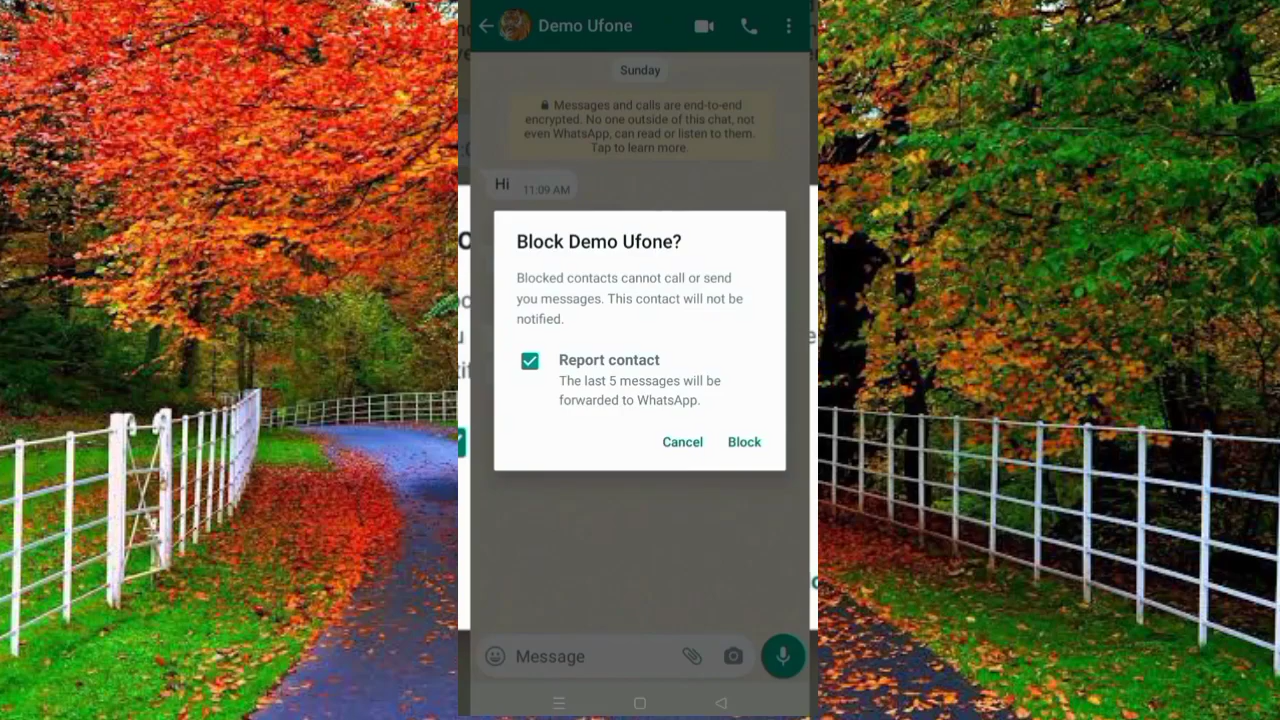 Demo Ufone
Sunday
Messages and calls are end-to-end
encrypted. No one outside of this chat, not
even WhatsApp, can read or listen to them.
Tap to learn more.
Hi 11:09 AM
Block Demo Ufone?
Blocked contacts cannot call or send
you messages. This contact will not be
notified.
Report contact
The last 5 messages will be
forwarded to WhatsApp.
Cancel Block
Message